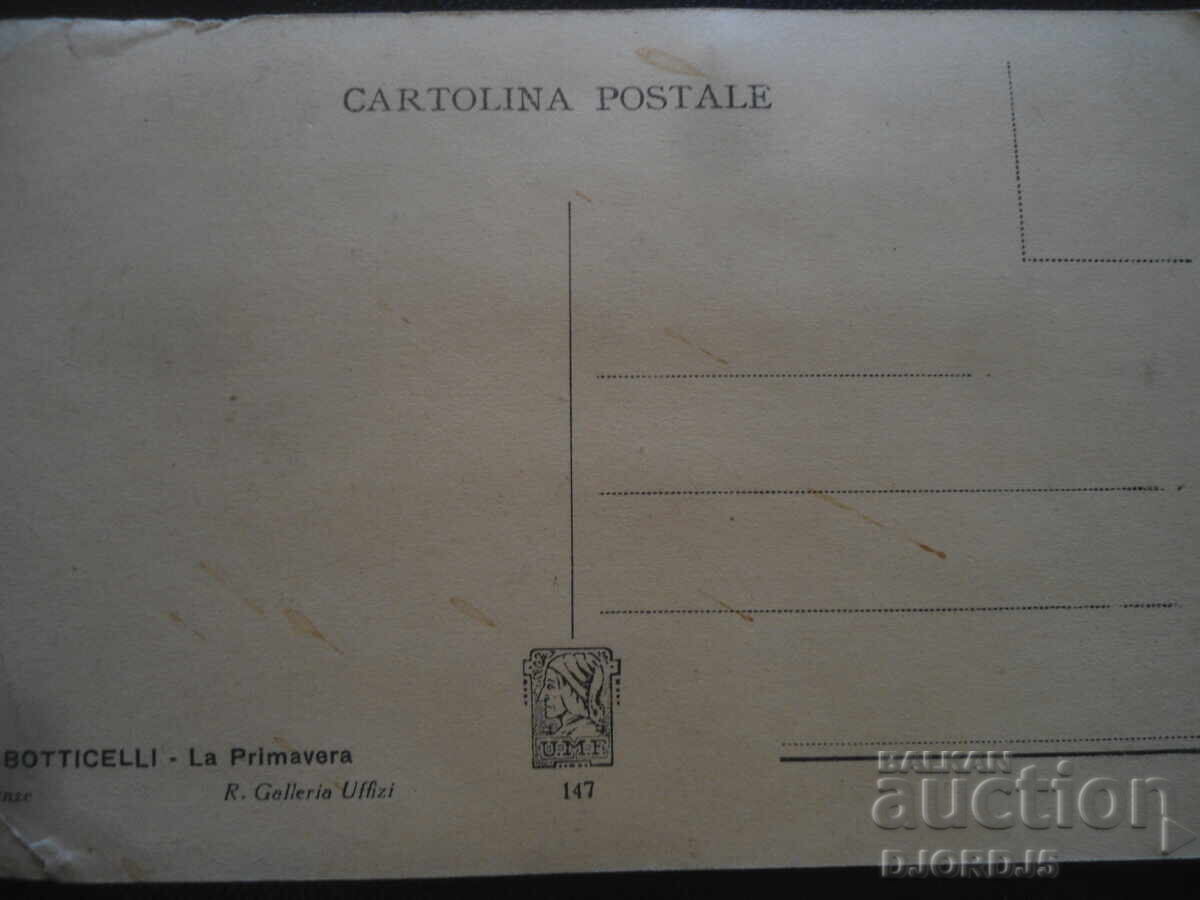 CARTOLINA POSTALE
U.M.F.
BOTTICELLI - La Primavera
R. Galleria Uffizi
147
BALKAN
auction
DJORDJ5